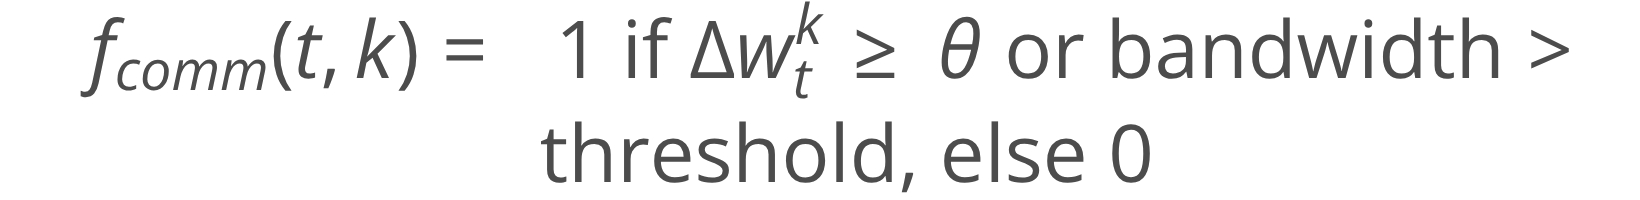 f_comm(t, k) = 1 if Δw_t^k ≥ θ or bandwidth >
threshold, else 0